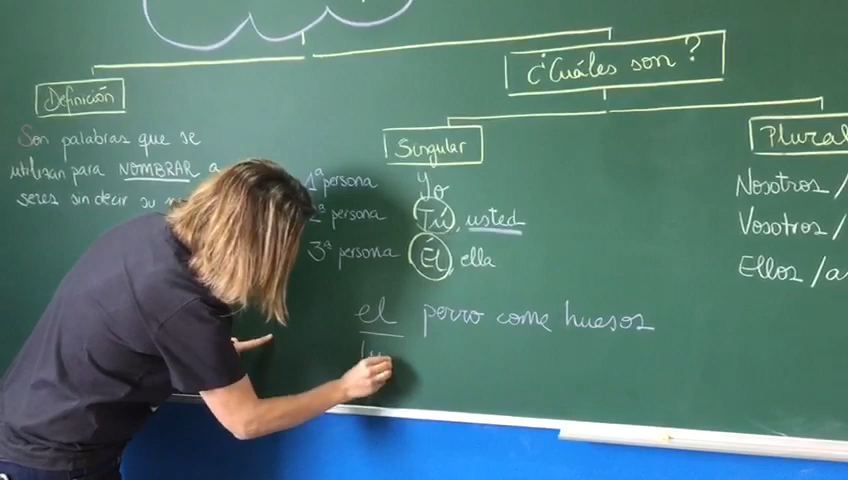 ¿Cuáles son?
Definición
Son palabras que se
utilizan para NOMBRAR a
seres sin decir su
Singular
Plural
1ª persona
Yo
Nosotros /
2ª persona
Tú, usted
Vosotros /
3ª persona
Él, ella
Ellos /a
el perro come huesos